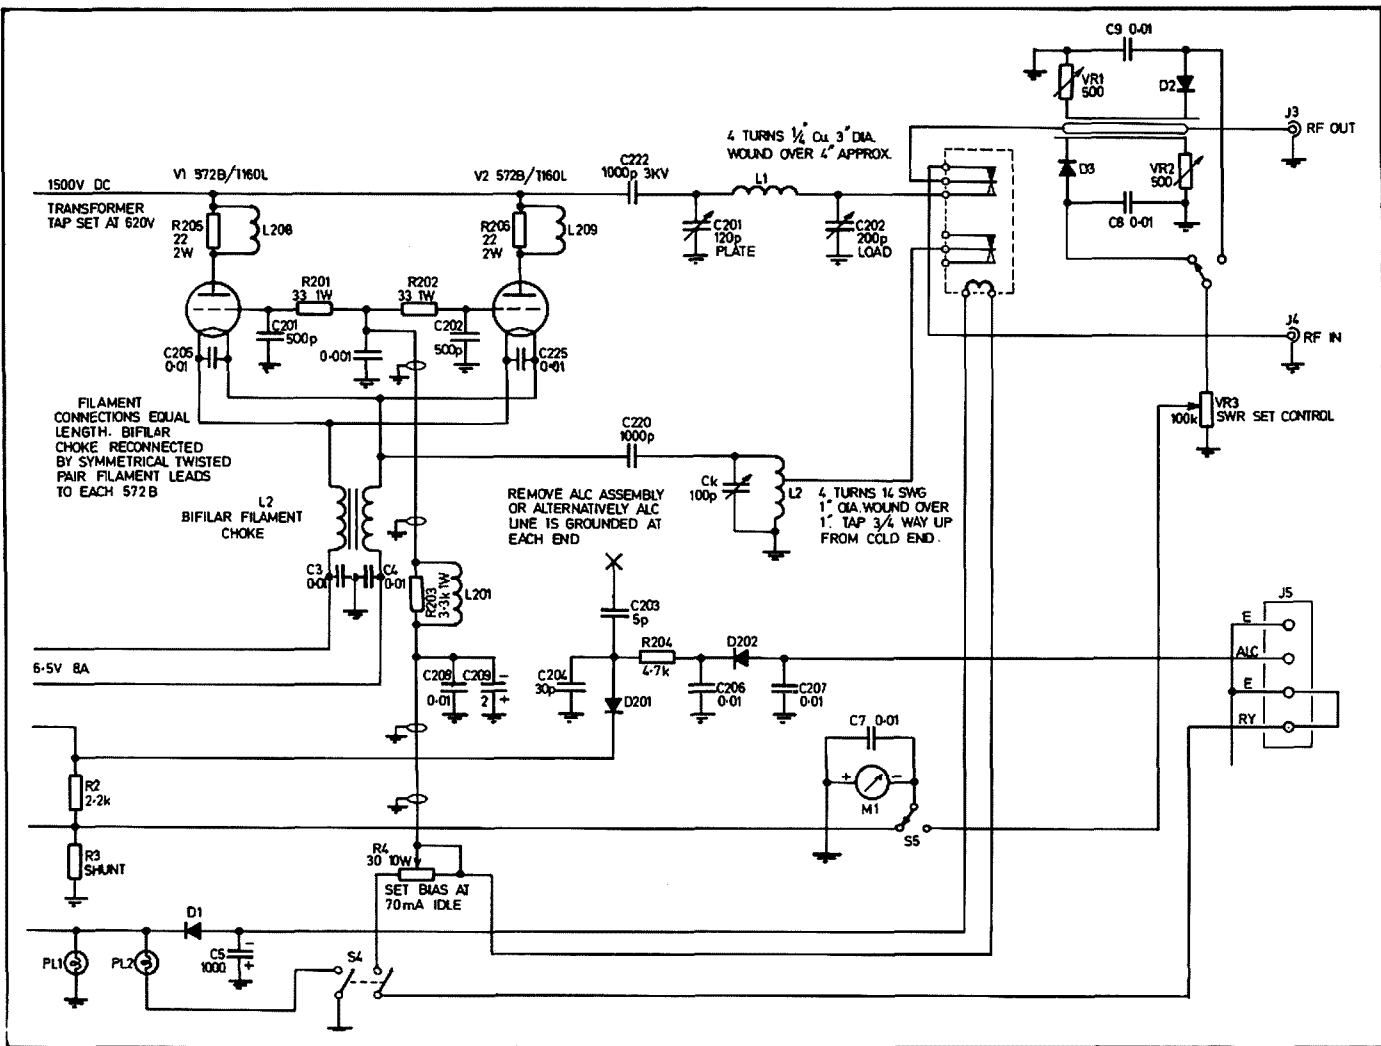 C9 0·01
VR1
500
D2
J3
RF OUT
4 TURNS 1/4" Cu. 3" DIA.
WOUND OVER 4" APPROX.
C222
1000p 3KV
L1
D3
VR2
500
C8 0·01
V1 572B/T160L
V2 572B/T160L
1500V DC
TRANSFORMER
TAP SET AT 620V
R205
22
2W
L208
R206
22
2W
L209
C201
120p
PLATE
C202
200p
LOAD
R201
33 1W
R202
33 1W
C201
500p
0·001
C202
500p
J4
RF IN
C205
0·01
C225
0·01
FILAMENT
CONNECTIONS EQUAL
LENGTH. BIFILAR
CHOKE RECONNECTED
BY SYMMETRICAL TWISTED
PAIR FILAMENT LEADS
TO EACH 572B
VR3
100k
SWR SET CONTROL
C220
1000p
L2
BIFILAR FILAMENT
CHOKE
REMOVE ALC ASSEMBLY
OR ALTERNATIVELY ALC
LINE IS GROUNDED AT
EACH END
Ck
100p
L2
4 TURNS 14 SWG
1" DIA. WOUND OVER
1". TAP 3/4 WAY UP
FROM COLD END.
C3
0·01
C4
0·01
R203
3·3k 1W
L201
C203
5p
J5
E
ALC
E
RY
R204
4·7k
D202
6·5V 8A
C208
0·01
C209
2
-
+
C204
30p
D201
C206
0·01
C207
0·01
C7 0·01
+
-
M1
S5
R2
2·2k
R3
SHUNT
R4
30 10W
SET BIAS AT
70mA IDLE
D1
PL1
PL2
C5
1000
-
+
S4